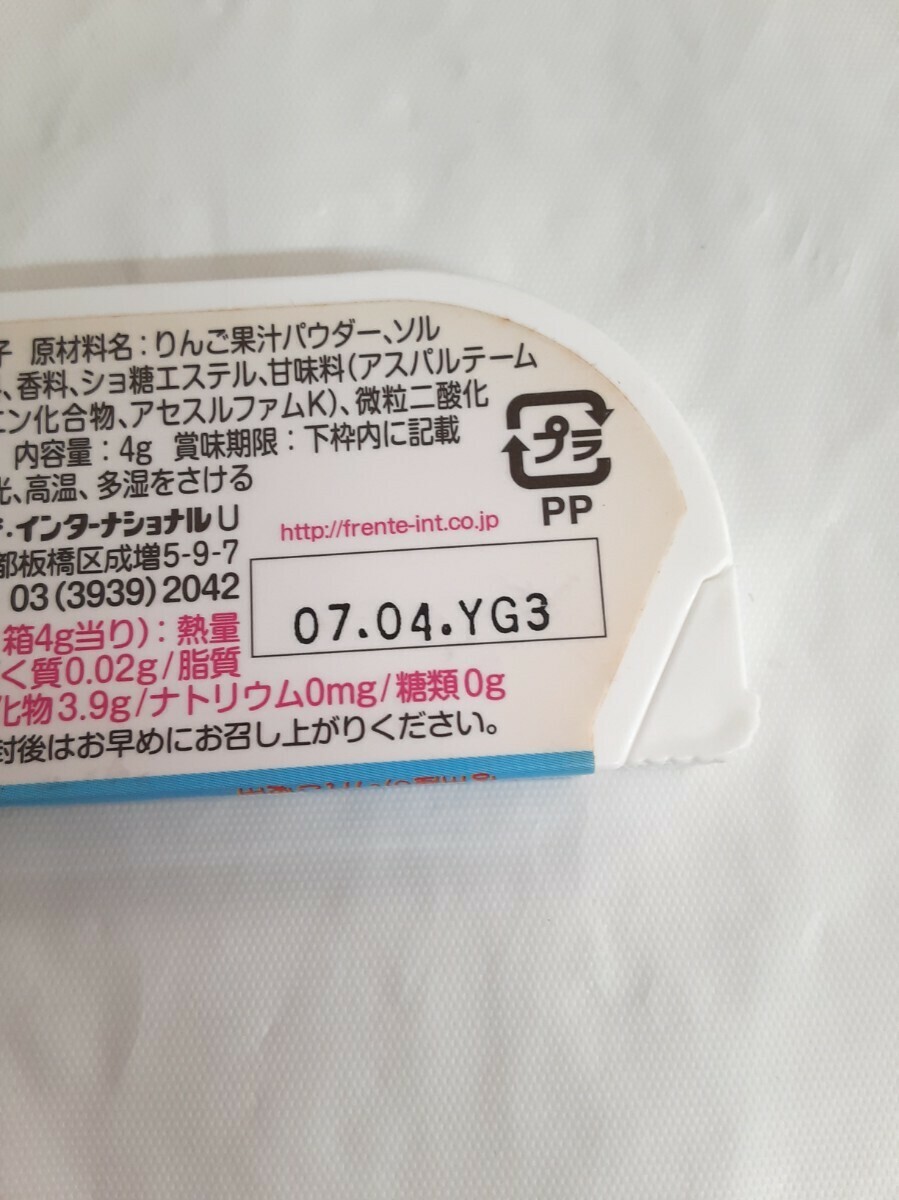 子 原材料名：りんご果汁パウダー、ソル
、香料、ショ糖エステル、甘味料(アスパルテーム
ニン化合物、アセスルファムK)、微粒二酸化
内容量：4g 賞味期限：下枠内に記載
光、高温、多湿をさける
・インターナショナル U
http://frente-int.co.jp
プラ
PP
都板橋区成増5-9-7
03(3939)2042
07.04.YG3
箱4g当り)：熱量
く質0.02g/脂質
化物3.9g/ナトリウム0mg/糖類0g
封後はお早めにお召し上がりください。